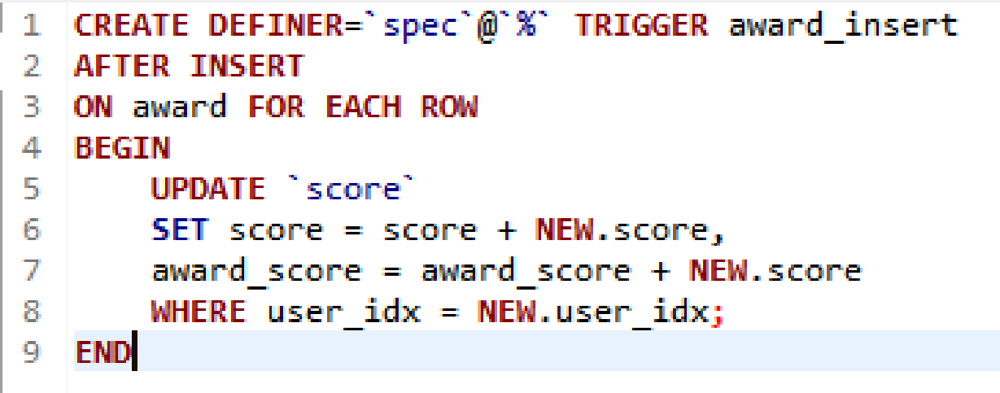 1 CREATE DEFINER=`spec`@`%` TRIGGER award_insert
2 AFTER INSERT
3 ON award FOR EACH ROW
4 BEGIN
5     UPDATE `score`
6     SET score = score + NEW.score,
7     award_score = award_score + NEW.score
8     WHERE user_idx = NEW.user_idx;
9 END